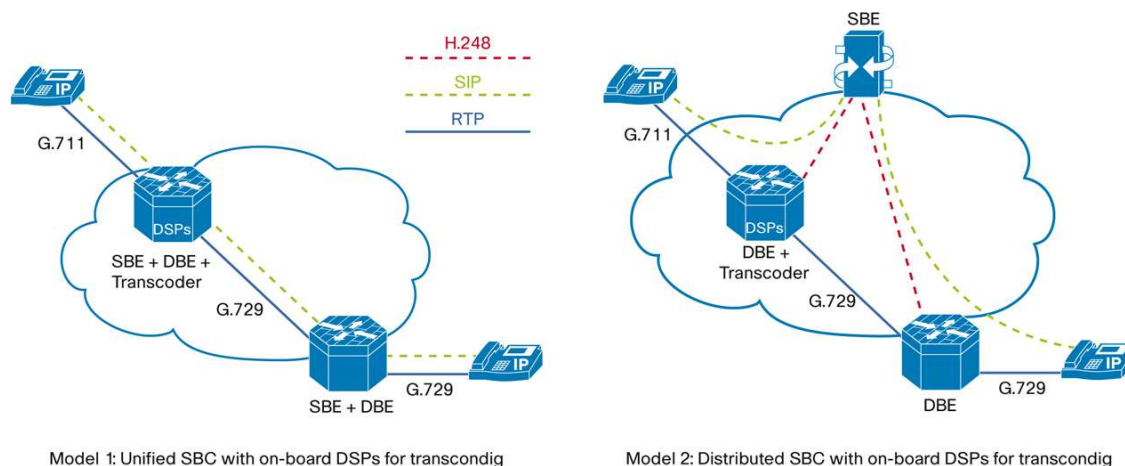 H.248
SIP
RTP
IP
G.711
DSPs
SBE + DBE +
Transcoder
G.729
SBE + DBE
IP
G.729
Model 1: Unified SBC with on-board DSPs for transcondig
SBE
IP
G.711
DSPs
DBE +
Transcoder
G.729
DBE
IP
G.729
Model 2: Distributed SBC with on-board DSPs for transcondig